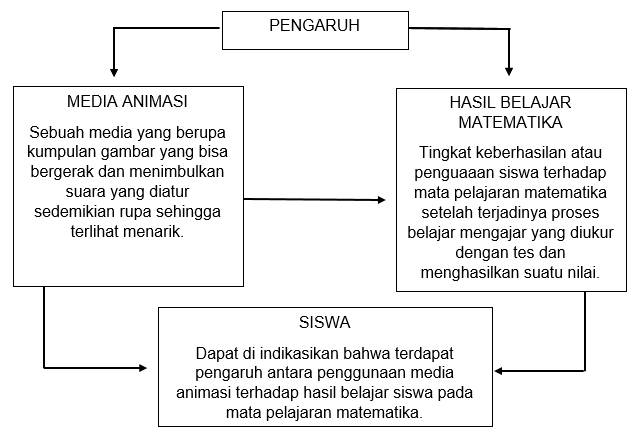 PENGARUH
MEDIA ANIMASI
Sebuah media yang berupa
kumpulan gambar yang bisa
bergerak dan menimbulkan
suara yang diatur
sedemikian rupa sehingga
terlihat menarik.
HASIL BELAJAR
MATEMATIKA
Tingkat keberhasilan atau
penguaaan siswa terhadap
mata pelajaran matematika
setelah terjadinya proses
belajar mengajar yang diukur
dengan tes dan
menghasilkan suatu nilai.
SISWA
Dapat di indikasikan bahwa terdapat
pengaruh antara penggunaan media
animasi terhadap hasil belajar siswa pada
mata pelajaran matematika.